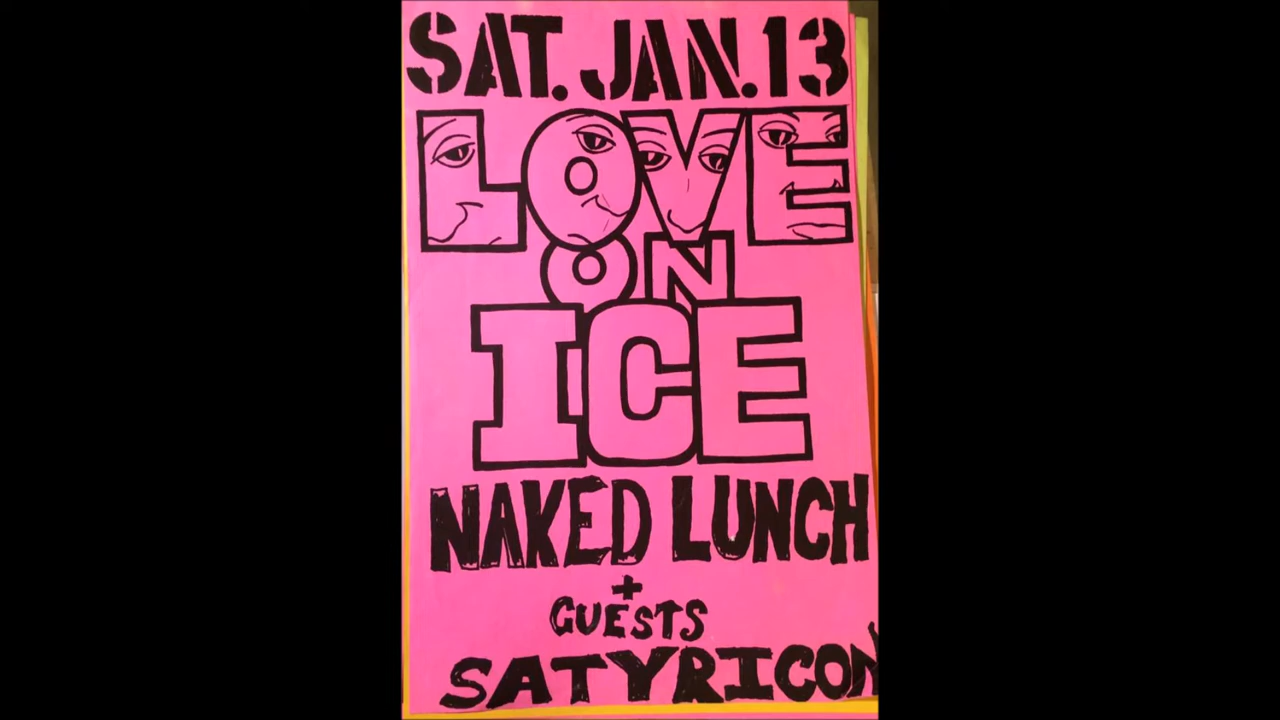 SAT. JAN. 13
LOVE
ON
ICE
NAKED LUNCH
+
GUESTS
SATYRICON